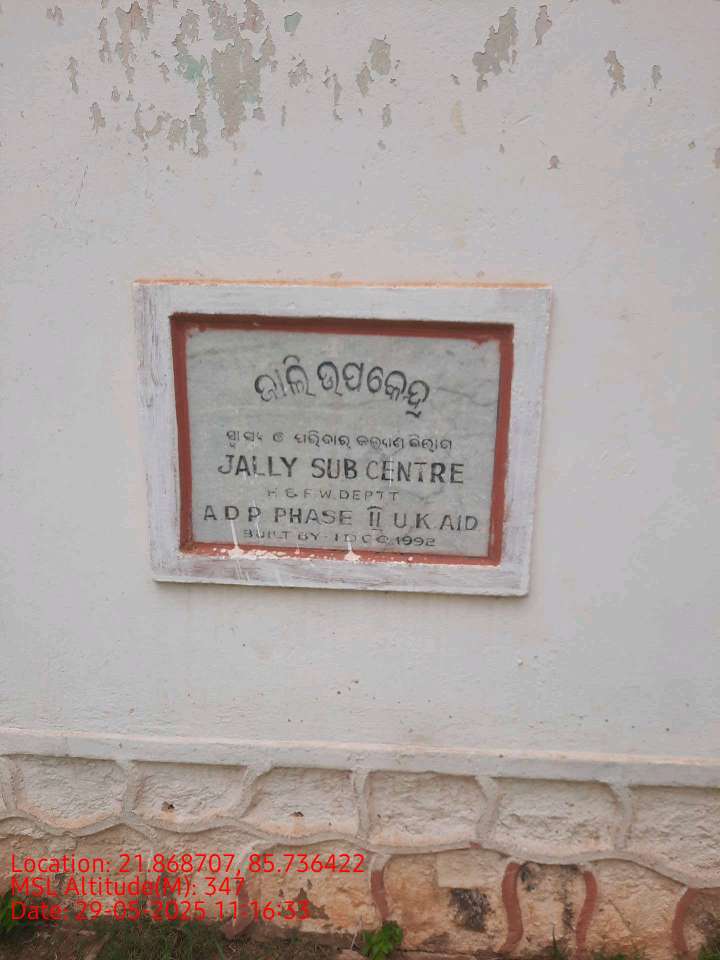 ଜାଲି ଉପକେନ୍ଦ୍ର
ସ୍ୱାସ୍ଥ୍ୟ ଓ ପରିବାର କଲ୍ୟାଣ ବିଭାଗ
JALLY SUB CENTRE
H & F.W. DEPTT
A D P PHASE II U.K AID
BUILT BY - I D C O 1992
Location: 21.868707, 85.736422
MSL Altitude(M): 347
Date: 29-05-2025 11:16:33